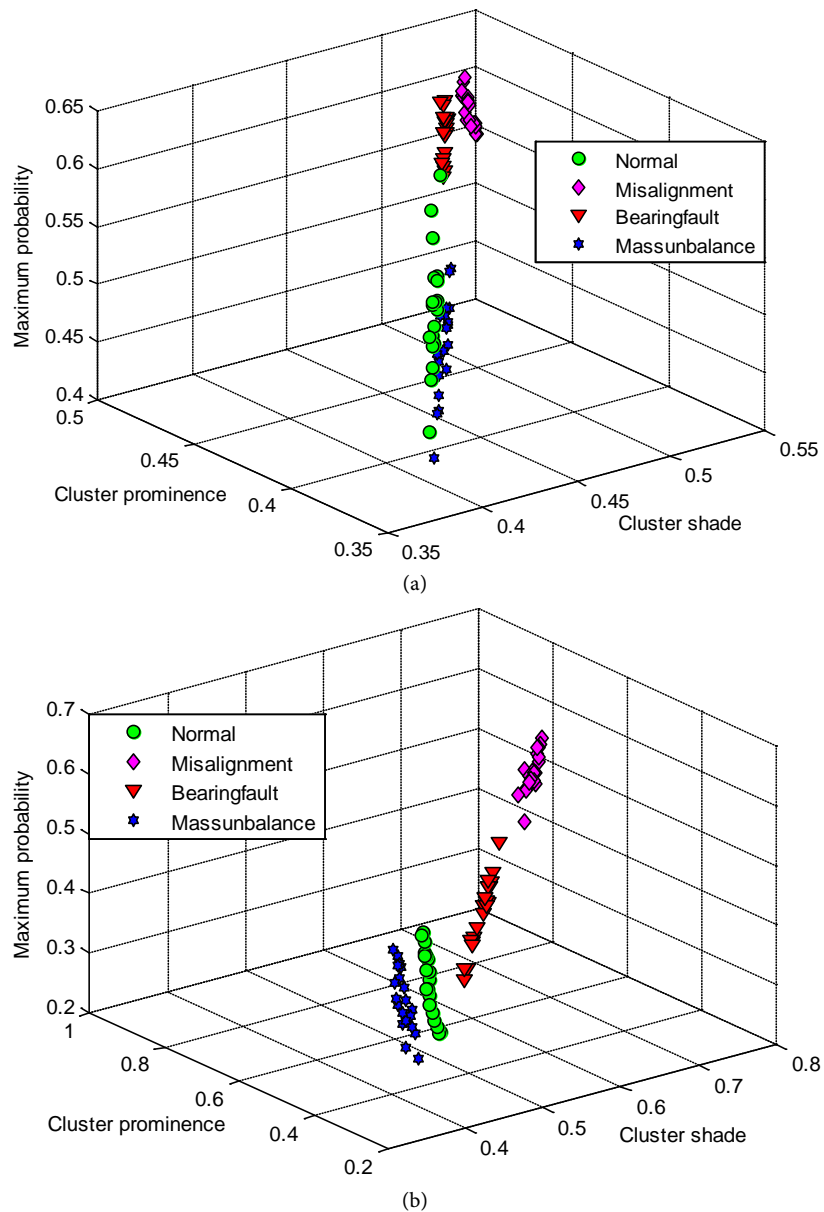 0.65
0.6
0.55
0.5
0.45
0.4
Maximum probability
Normal
Misalignment
Bearingfault
Massunbalance
0.5
0.45
0.4
0.35
Cluster prominence
0.35
0.4
0.45
0.5
0.55
Cluster shade
(a)
0.7
0.6
0.5
0.4
0.3
0.2
Maximum probability
Normal
Misalignment
Bearingfault
Massunbalance
1
0.8
0.6
0.4
0.2
Cluster prominence
0.4
0.5
0.6
0.7
0.8
Cluster shade
(b)